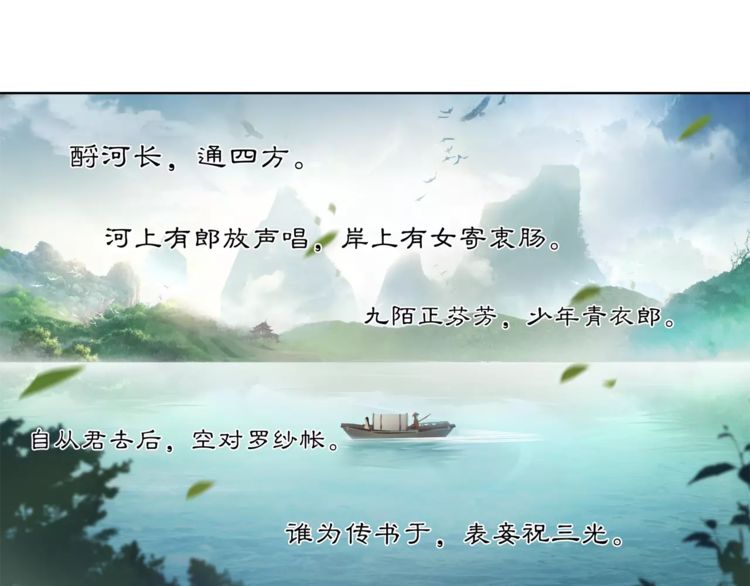 酹河长，通四方。
河上有郎放声唱，岸上有女寄衷肠。
九陌正芬芳，少年青衣郎。
自从君去后，空对罗纱帐。
谁为传书于，表妾祝三光。